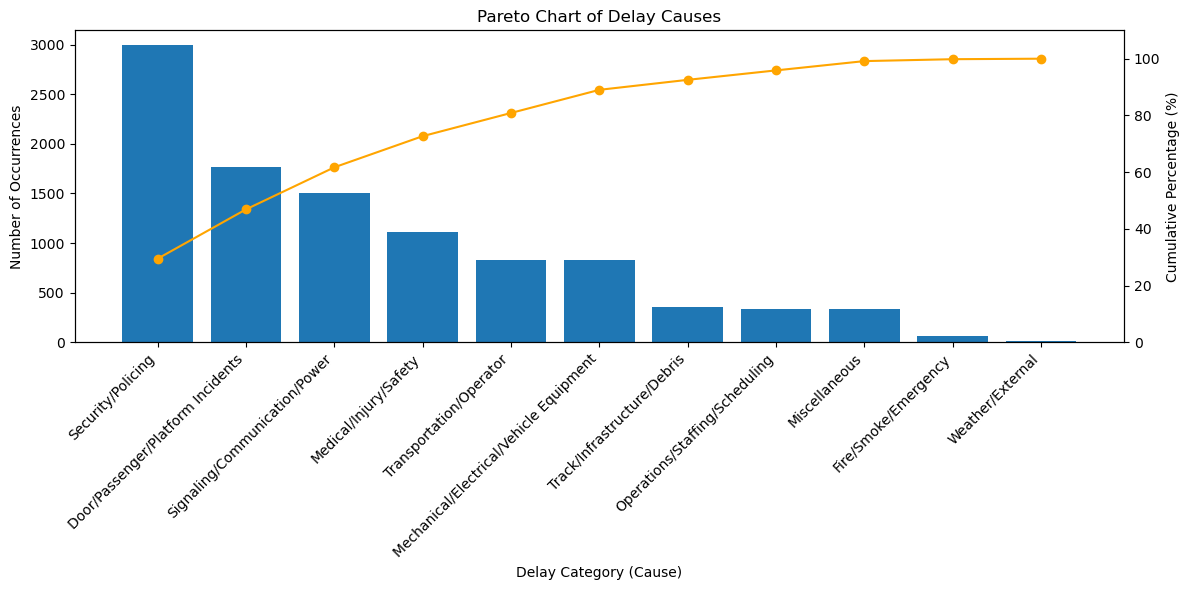 Pareto Chart of Delay Causes
Number of Occurrences
3000
2500
2000
1500
1000
500
0
100
80
60
40
20
0
Cumulative Percentage (%)
Security/Policing
Door/Passenger/Platform Incidents
Signaling/Communication/Power
Medical/Injury/Safety
Transportation/Operator
Mechanical/Electrical/Vehicle Equipment
Track/Infrastructure/Debris
Operations/Staffing/Scheduling
Miscellaneous
Fire/Smoke/Emergency
Weather/External
Delay Category (Cause)